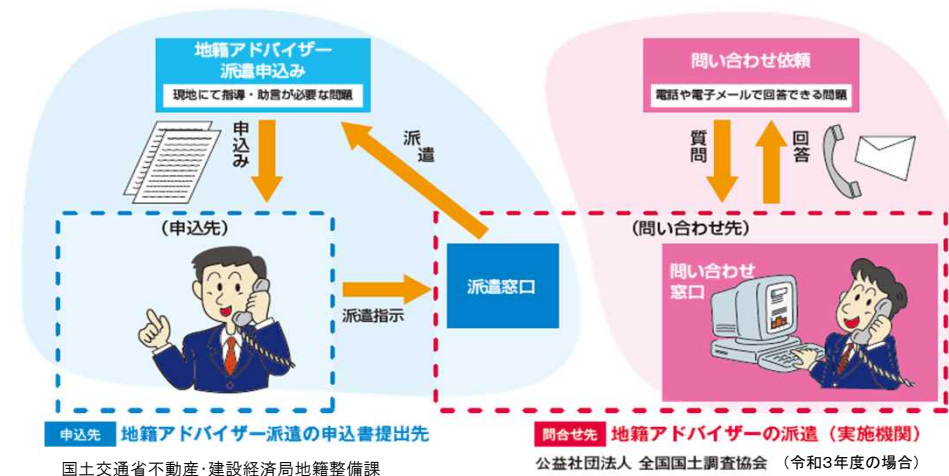 地籍アドバイザー
派遣申込み
現地にて指導・助言が必要な問題
申込み
派遣
(申込先)
派遣指示
派遣窓口
問い合わせ依頼
電話や電子メールで回答できる問題
質問
回答
(問い合わせ先)
問い合わせ
窓口
申込先 地籍アドバイザー派遣の申込書提出先
国土交通省不動産・建設経済局地籍整備課
問合せ先 地籍アドバイザーの派遣（実施機関）
公益社団法人 全国国土調査協会 （令和3年度の場合）